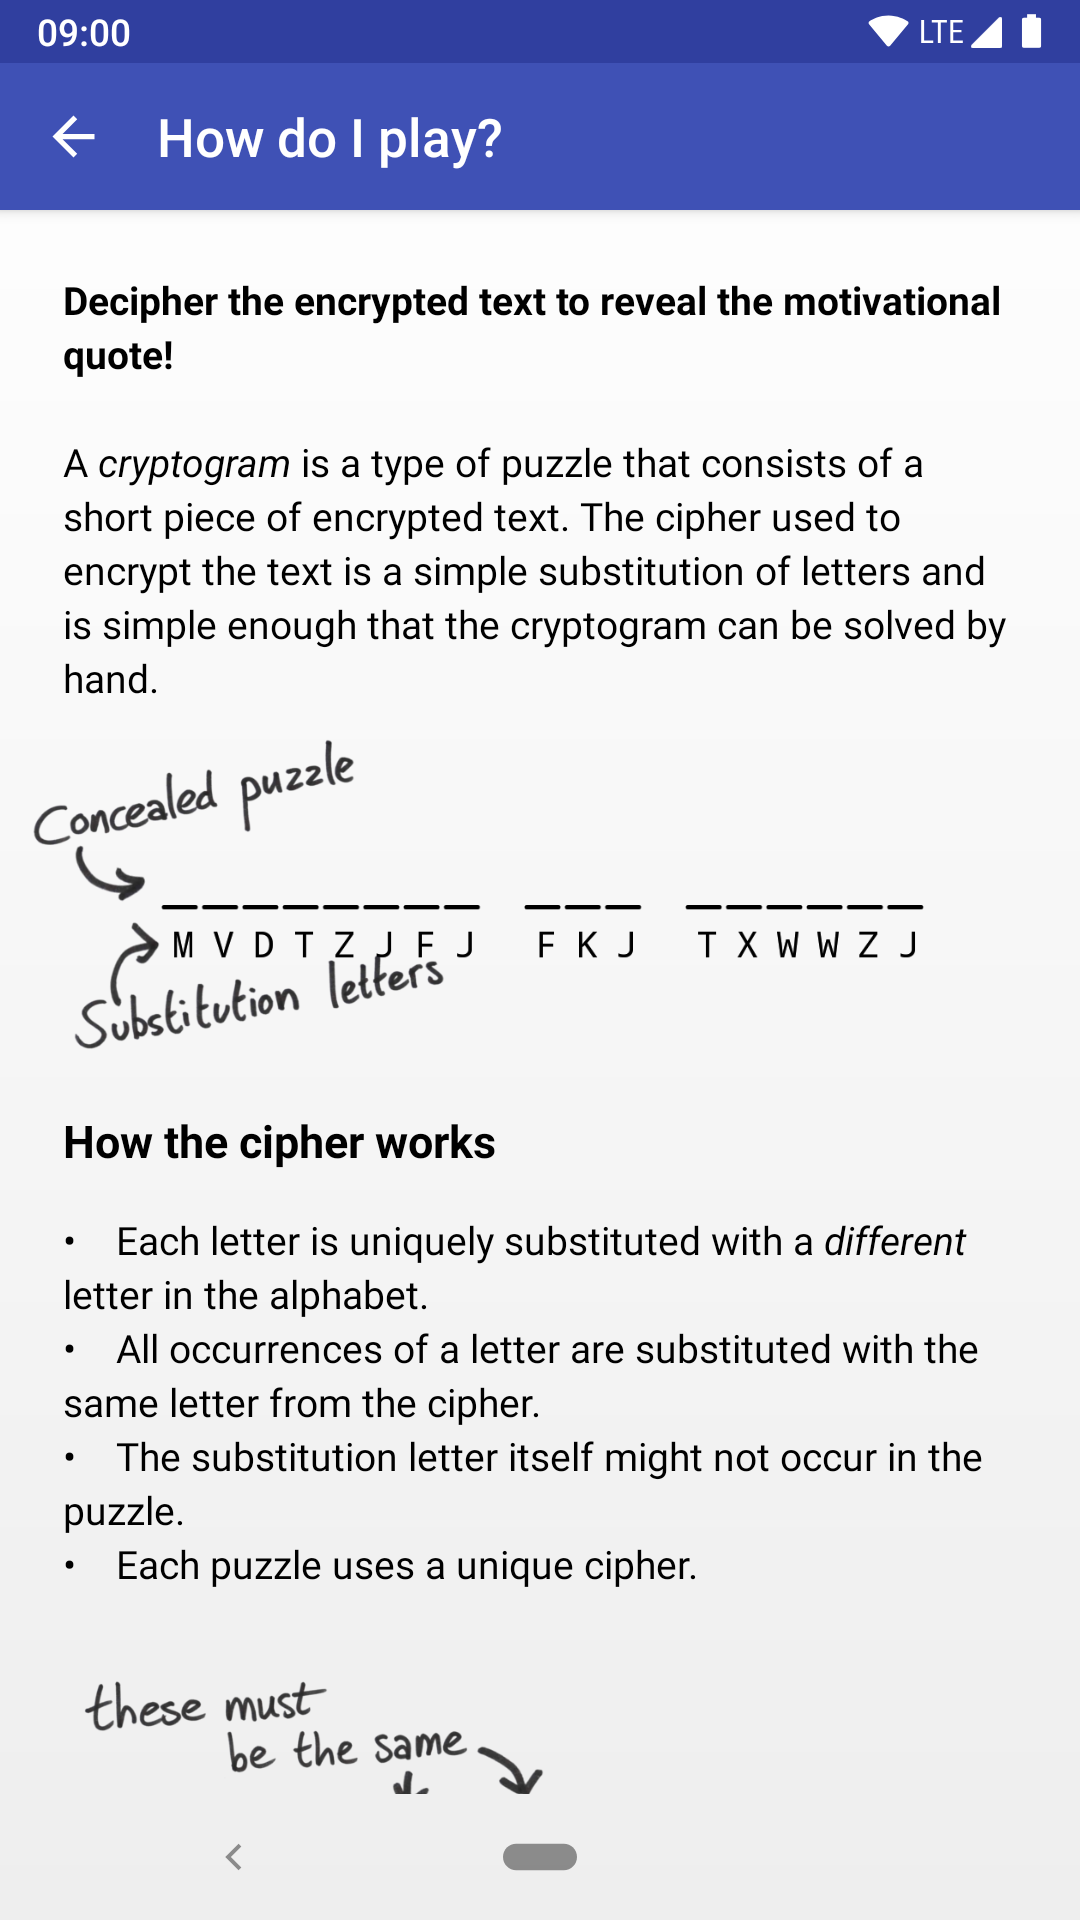 09:00 LTE
How do I play?
Decipher the encrypted text to reveal the motivational
quote!
A cryptogram is a type of puzzle that consists of a
short piece of encrypted text. The cipher used to
encrypt the text is a simple substitution of letters and
is simple enough that the cryptogram can be solved by
hand.
Concealed puzzle
M V D T Z J F J F K J T X W W Z J
Substitution letters
How the cipher works
• Each letter is uniquely substituted with a different
letter in the alphabet.
• All occurrences of a letter are substituted with the
same letter from the cipher.
• The substitution letter itself might not occur in the
puzzle.
• Each puzzle uses a unique cipher.
these must
be the same